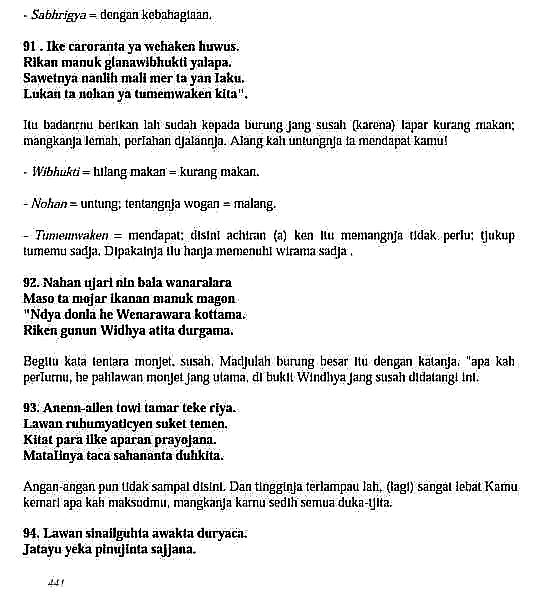 - Sabhrigya = dengan kebahagiaan.
91 . Ike caroranta ya wehaken huwus.
Rikan manuk glanawibhukti yalapa.
Sawetnya nanlih mali mer ta yan laku.
Lukan ta nohan ya tumemwaken kita".
Itu badanmu berikan lah sudah kepada burung jang susah (karena) lapar kurang makan;
mangkanja lemah, perlahan djalannja. Alang kah untungnja ia mendapat kamu!
- Wibhukti = hilang makan = kurang makan.
- Nohan = untung; tentangnja wogan = malang.
- Tumemwaken = mendapat; disini achiran (a) ken itu memangnja tidak perlu; tjukup
tumemu sadja. Dipakainja itu hanja memenuhi wirama sadja .
92. Nahan ujari nin bala wanaralara
Maso ta mojar ikanan manuk magon
"Ndya donla he Wenarawara kottama.
Riken gunun Widhya atita durgama.
Begitu kata tentara monjet, susah, Madjulah burung besar itu dengan katanja, "apa kah
perlumu, he pahlawan monjet jang utama, di bukit Windhya jang susah didatangi ini.
93. Anenn-ailen towi tamar teke riya.
Lawan ruhumyaticyen suket temen.
Kitat para like aparan prayojana.
Matalinya taca sahananta duhkita.
Angan-angan pun tidak sampai disini. Dan tingginja terlampau lah, (lagi) sangat lebat Kamu
kemari apa kah maksudmu, mangkanja kamu sedih semua duka-tjita.
94. Lawan sinailguhta awakta duryaca.
Jatayu yeka pinujinta sajjana.
441